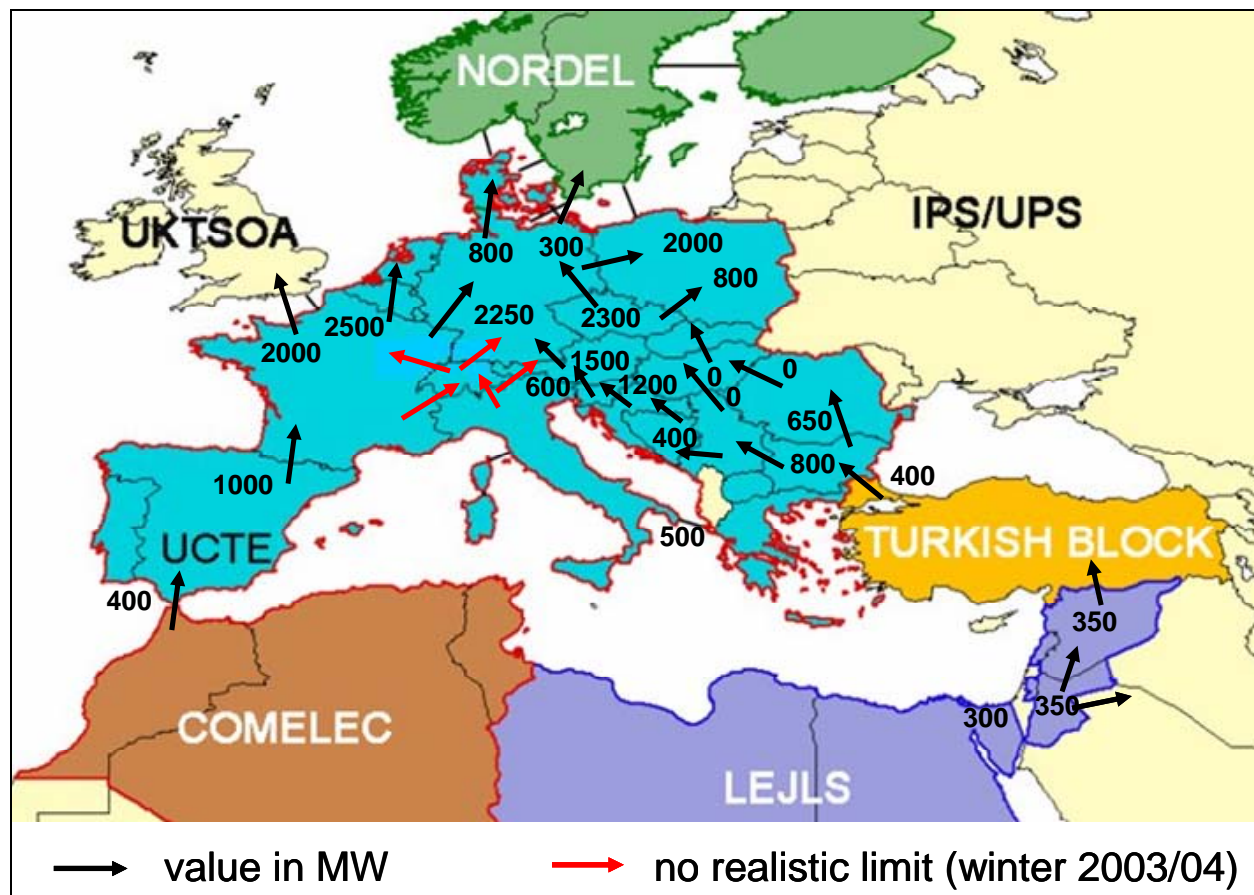 NORDEL
UKTSOA
IPS/UPS
800
300
2000
800
2500
2250
2300
2000
1500
0
600
1200
0
0
650
400
1000
800
400
500
UCTE
TURKISH BLOCK
400
350
COMELEC
300
350
LEJLS
value in MW
no realistic limit (winter 2003/04)